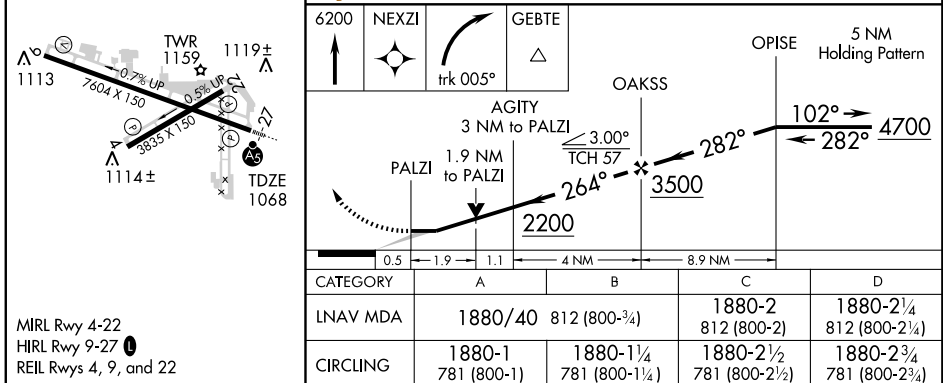 TWR
1159
1119±
1113
9
0.7% UP
7604 X 150
22
0.5% UP
P
27
P
4
3835 X 150
P
A5
1114±
TDZE
1068
MIRL Rwy 4-22
HIRL Rwy 9-27 L
REIL Rwys 4, 9, and 22
6200
NEXZI
trk 005°
GEBTE
OPISE
5 NM
Holding Pattern
OAKSS
AGITY
3 NM to PALZI
3.00°
TCH 57
1.9 NM
to PALZI
PALZI
102°
4700
282°
282°
264°
3500
2200
0.5 1.9 1.1 4 NM 8.9 NM
CATEGORY A B C D
LNAV MDA 1880/40 812 (800-¾) 1880-2 1880-2¼
812 (800-2) 812 (800-2¼)
CIRCLING 1880-1 1880-1¼ 1880-2½ 1880-2¾
781 (800-1) 781 (800-1¼) 781 (800-2½) 781 (800-2¾)